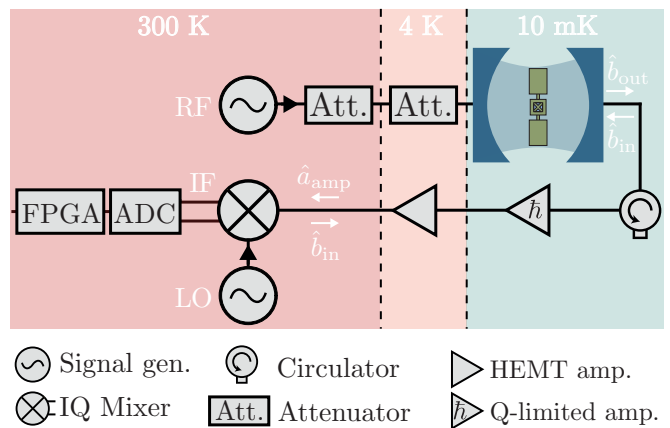 300 K 4 K 10 mK
RF Att. Att. b̂out
b̂in
IF âamp
FPGA ADC ħ
b̂in
LO
Signal gen. Circulator HEMT amp.
IQ Mixer Att. Attenuator ħ Q-limited amp.